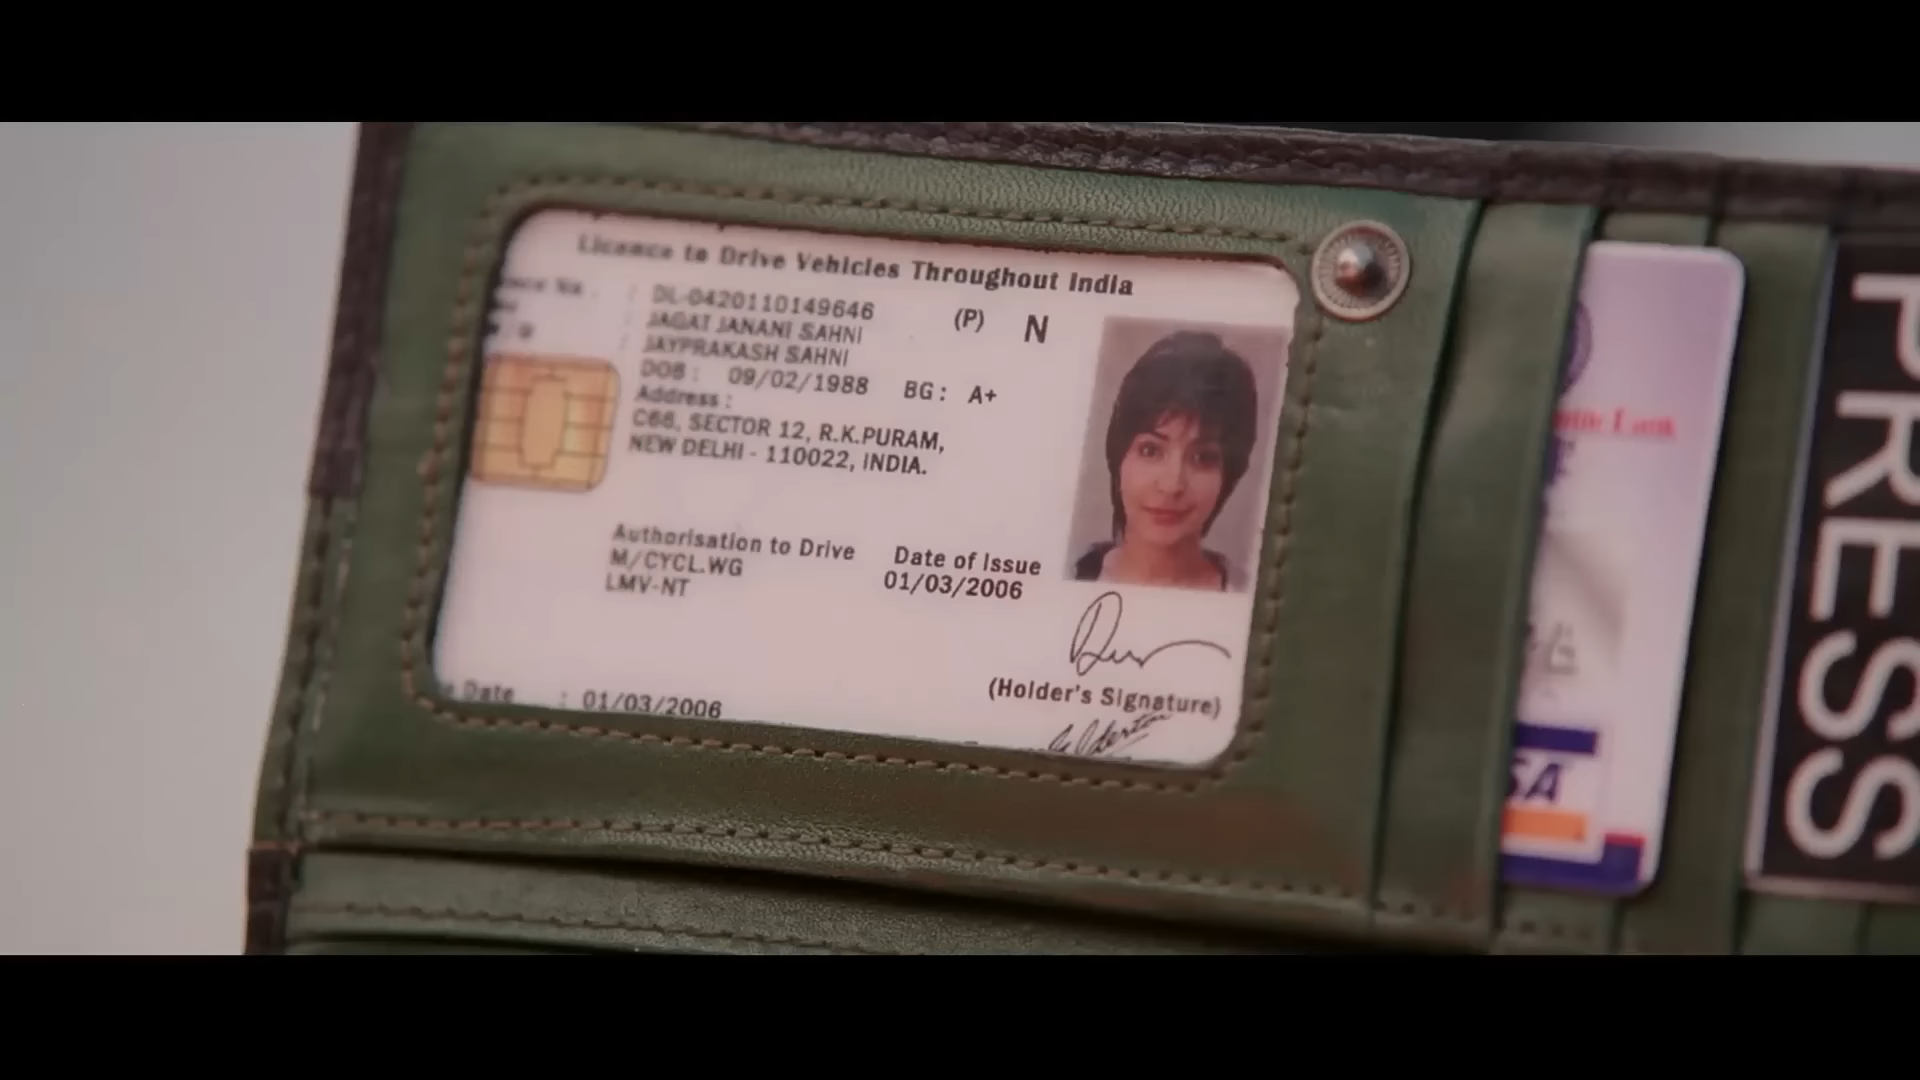 Licence to Drive Vehicles Throughout India
DL-0420110149646 (P) N
JAGAT JANANI SAHNI
JAYPRAKASH SAHNI
DOB : 09/02/1988 BG : A+
Address :
C66, SECTOR 12, R.K.PURAM,
NEW DELHI - 110022, INDIA.
Authorisation to Drive Date of Issue
M/CYCL.WG 01/03/2006
LMV-NT
(Holder's Signature)
Date : 01/03/2006
SA
PRESS